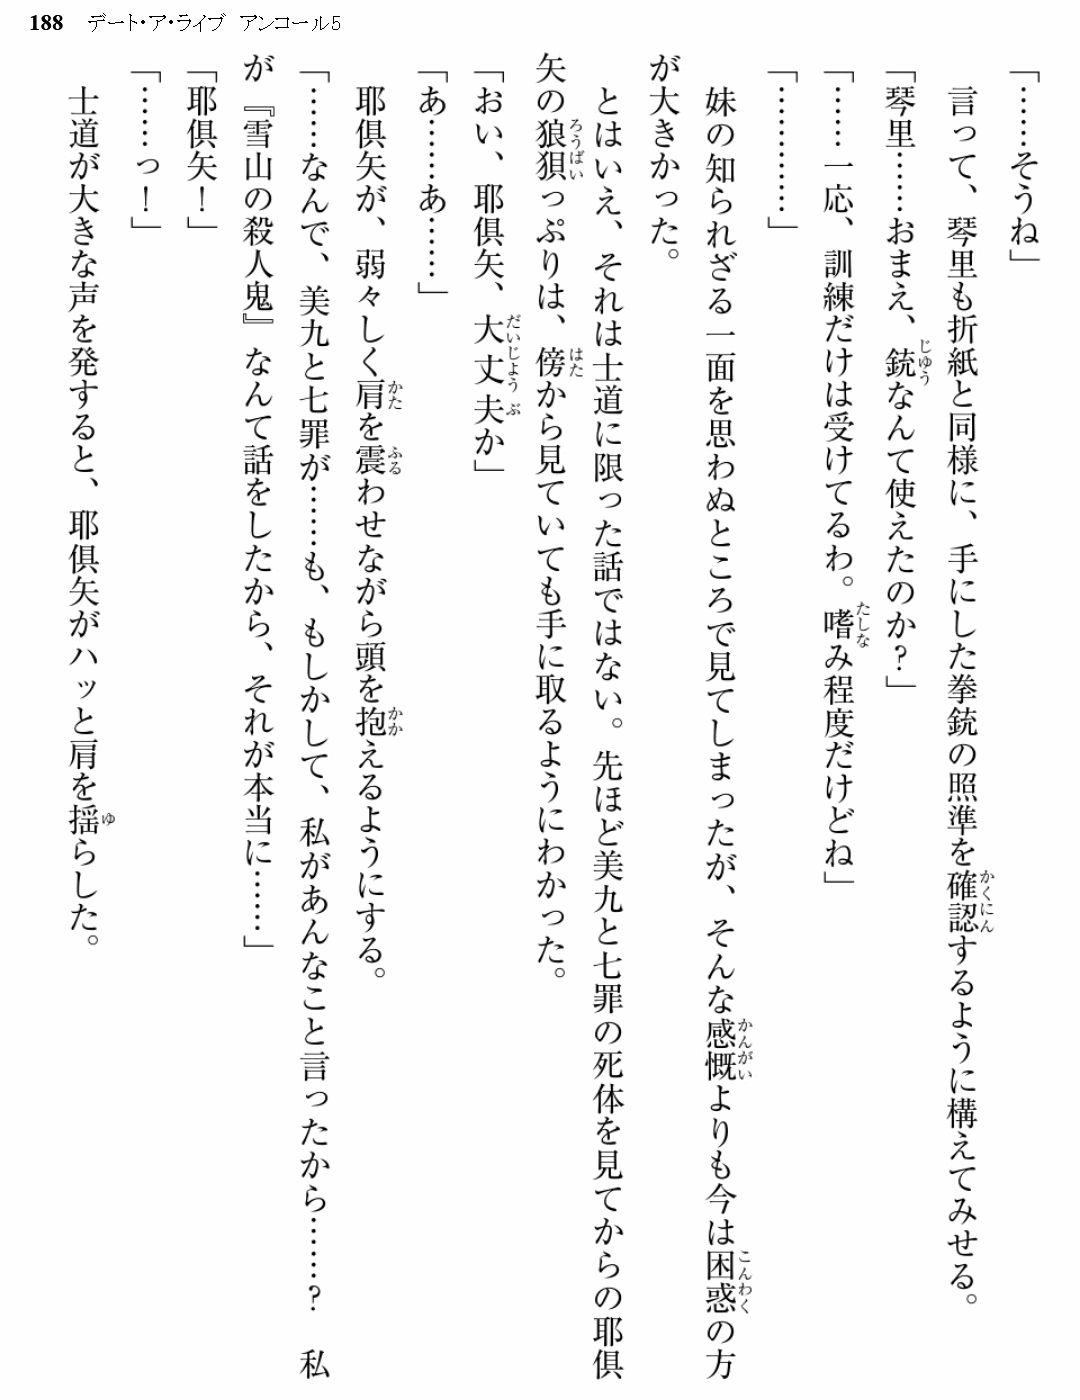 188 デート・ア・ライブ アンコール5
「……そうね」
　言って、琴里も折紙と同様に、手にした拳銃の照準を確認するように構えてみせる。
「琴里……おまえ、銃なんて使えたのか？」
「……一応、訓練だけは受けてるわ。嗜み程度だけどね」
「…………」
　妹の知られざる一面を思わぬところで見てしまったが、そんな感慨よりも今は困惑の方
が大きかった。
　とはいえ、それは士道に限った話ではない。先ほど美九と七罪の死体を見てからの耶倶
矢の狼狽っぷりは、傍から見ていても手に取るようにわかった。
「おい、耶倶矢、大丈夫か」
「あ……あ……」
　耶倶矢が、弱々しく肩を震わせながら頭を抱えるようにする。
「……なんで、美九と七罪が……も、もしかして、私があんなこと言ったから……？　私
が『雪山の殺人鬼』なんて話をしたから、それが本当に……」
「耶倶矢！」
「……っ！」
　士道が大きな声を発すると、耶倶矢がハッと肩を揺らした。